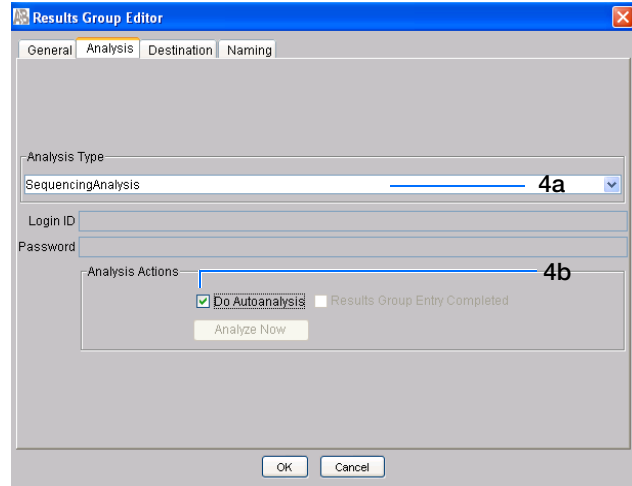 AB Results Group Editor
General Analysis Destination Naming
Analysis Type
SequencingAnalysis 4a
Login ID
Password
Analysis Actions 4b
Do Autoanalysis Results Group Entry Completed
Analyze Now
OK Cancel